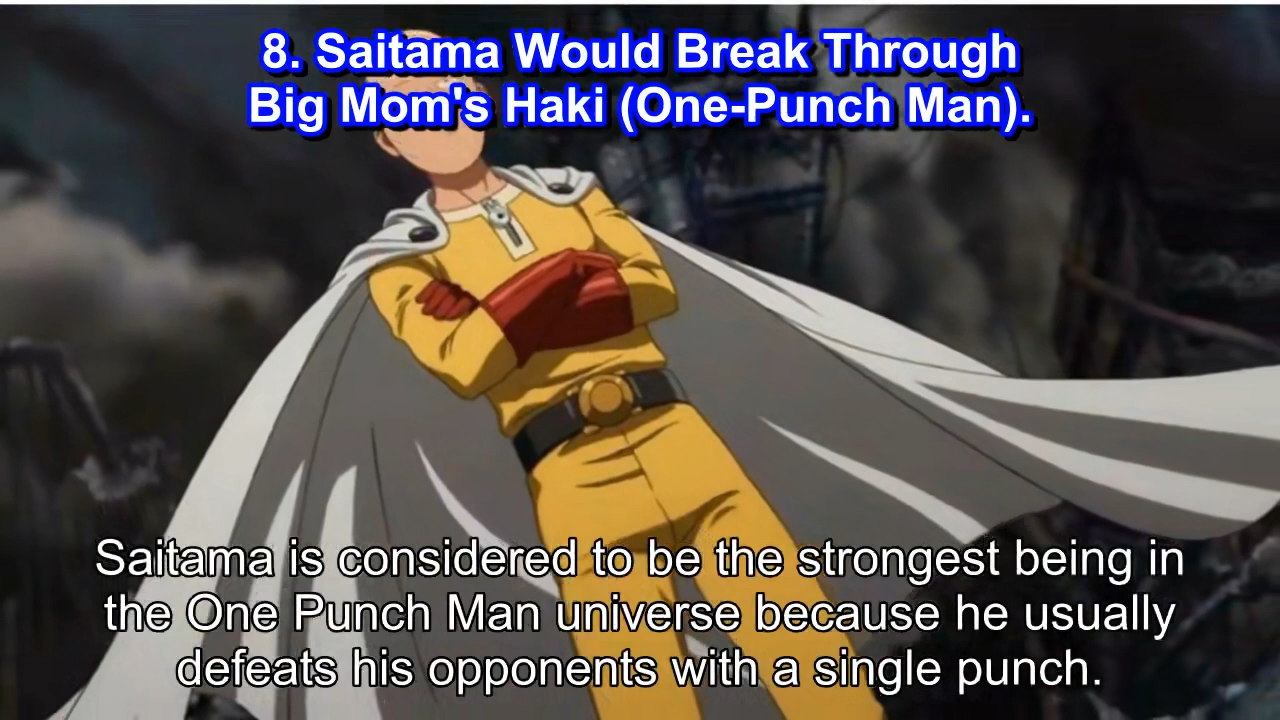 8. Saitama Would Break Through
Big Mom's Haki (One-Punch Man).
Saitama is considered to be the strongest being in
the One Punch Man universe because he usually
defeats his opponents with a single punch.